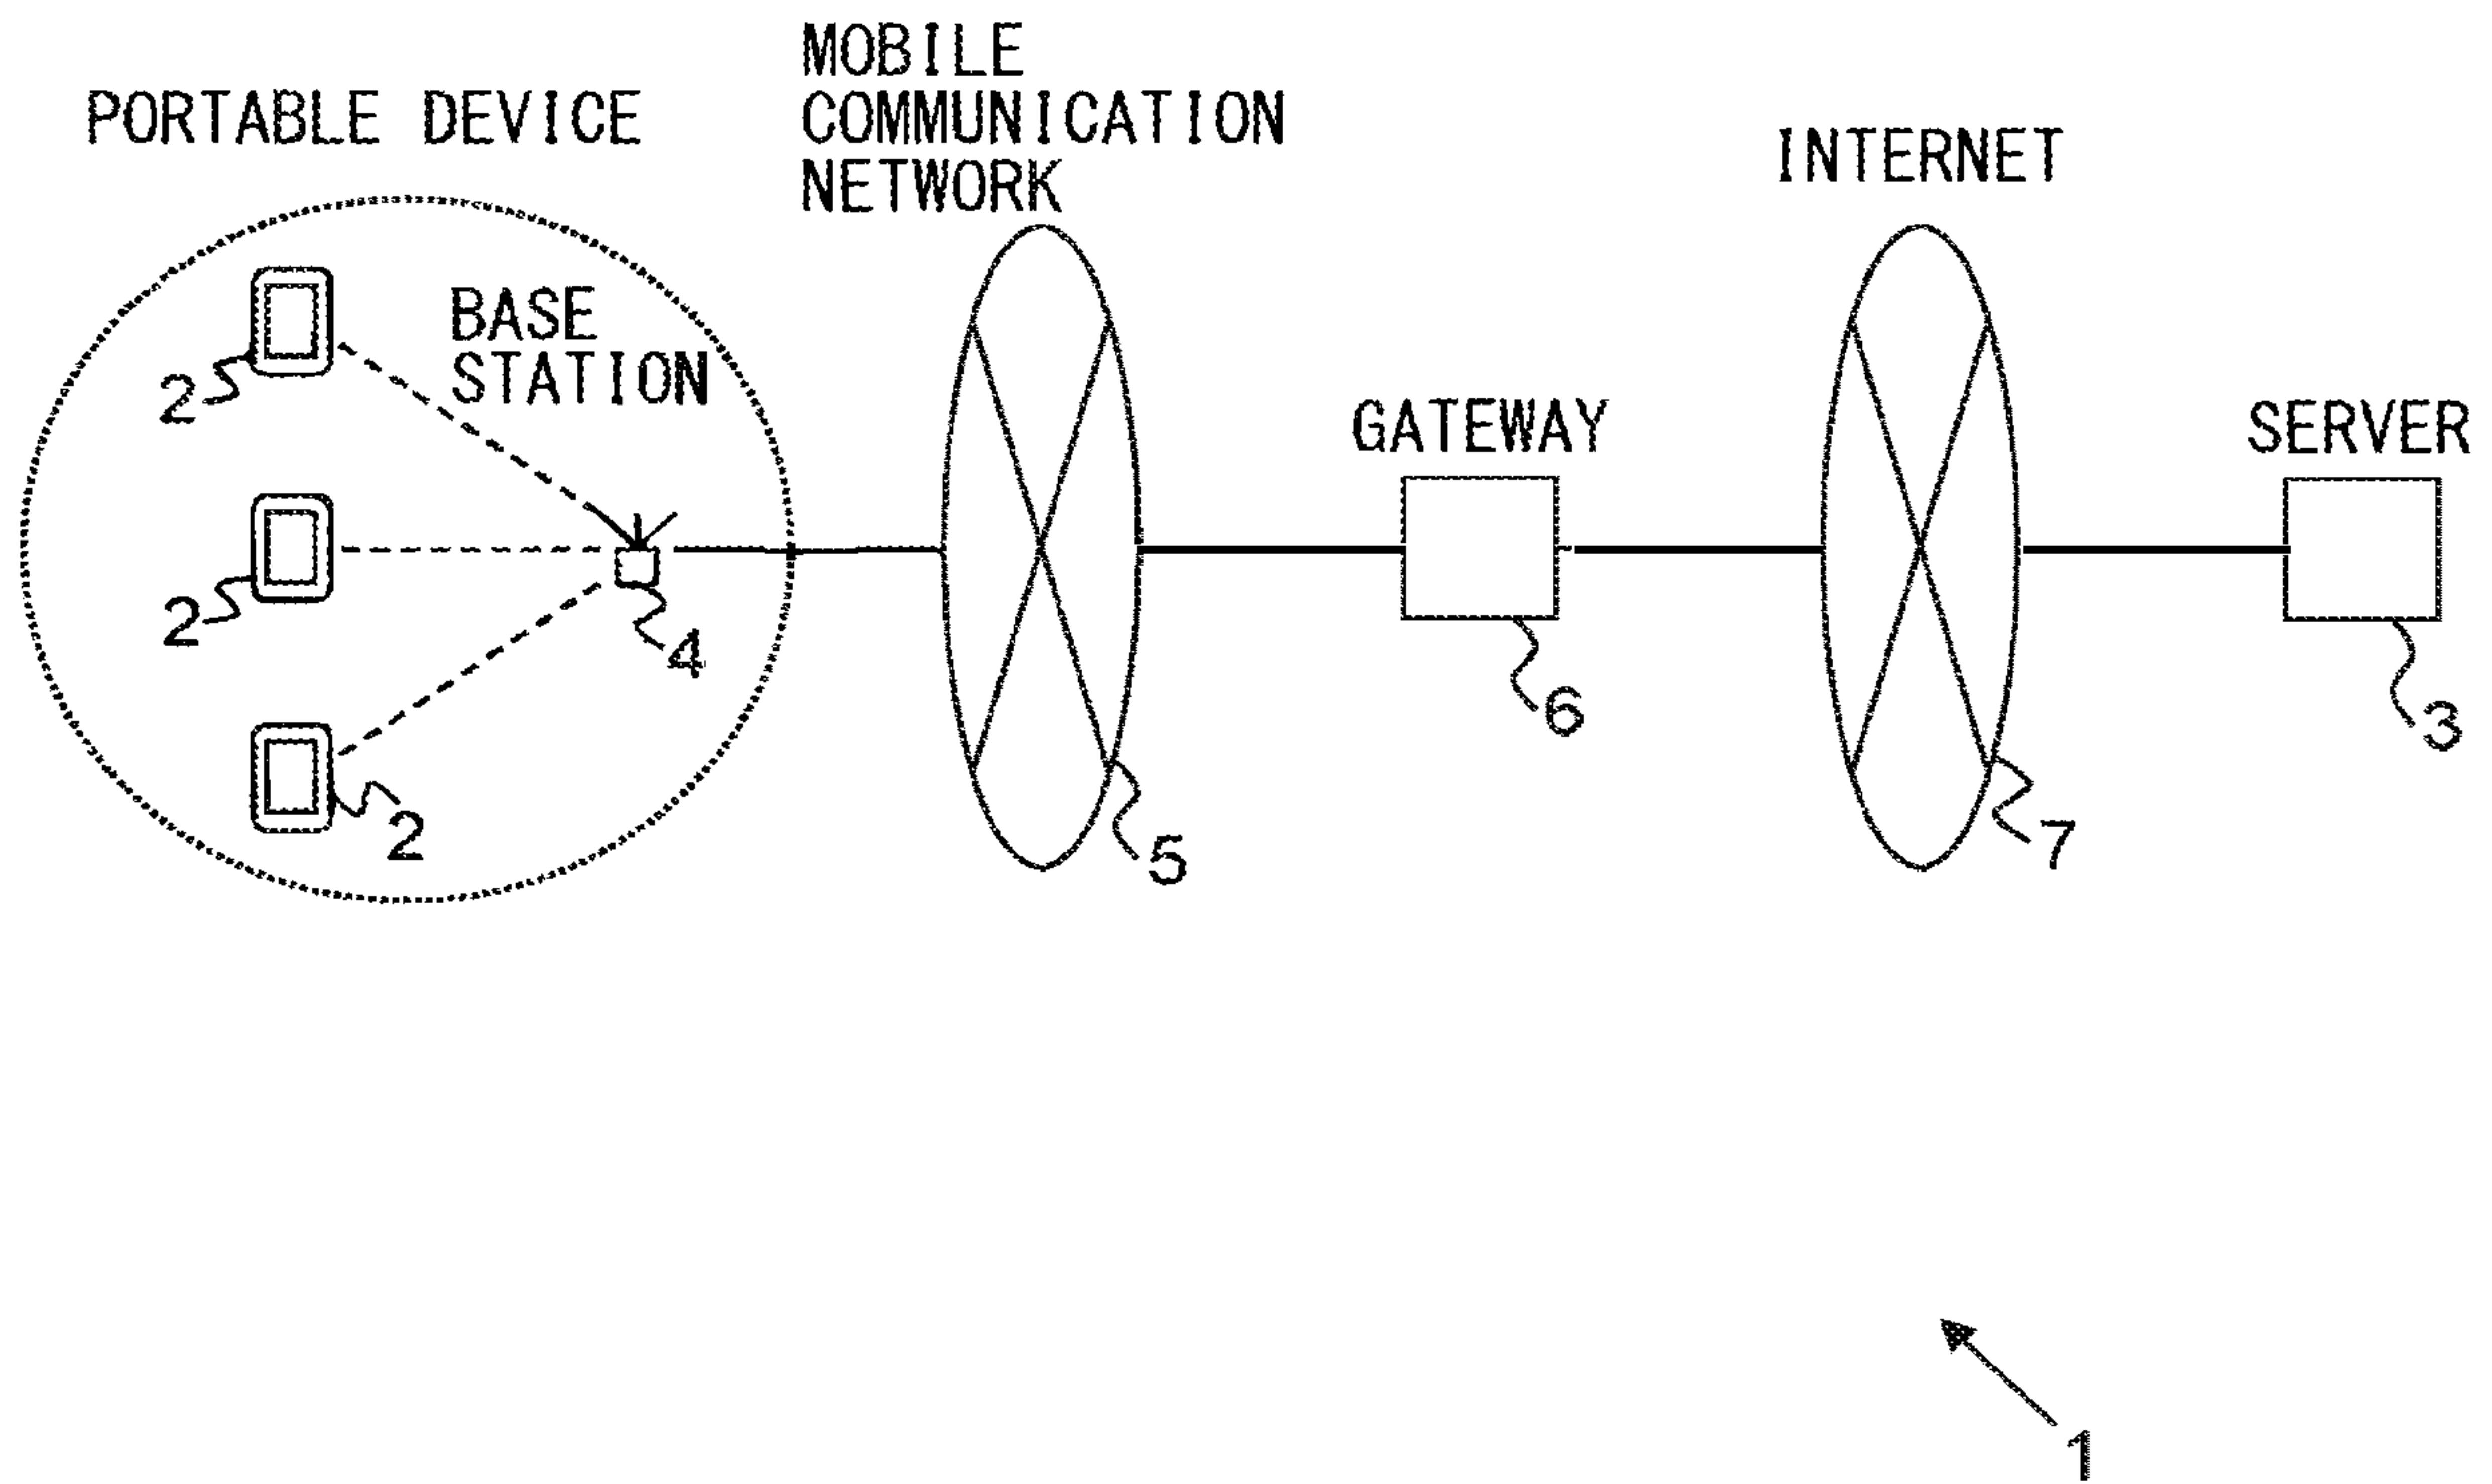 MOBILE
COMMUNICATION
NETWORK
PORTABLE DEVICE
INTERNET
BASE
STATION
GATEWAY
SERVER
2
2
2
4
6
3
5
7
1